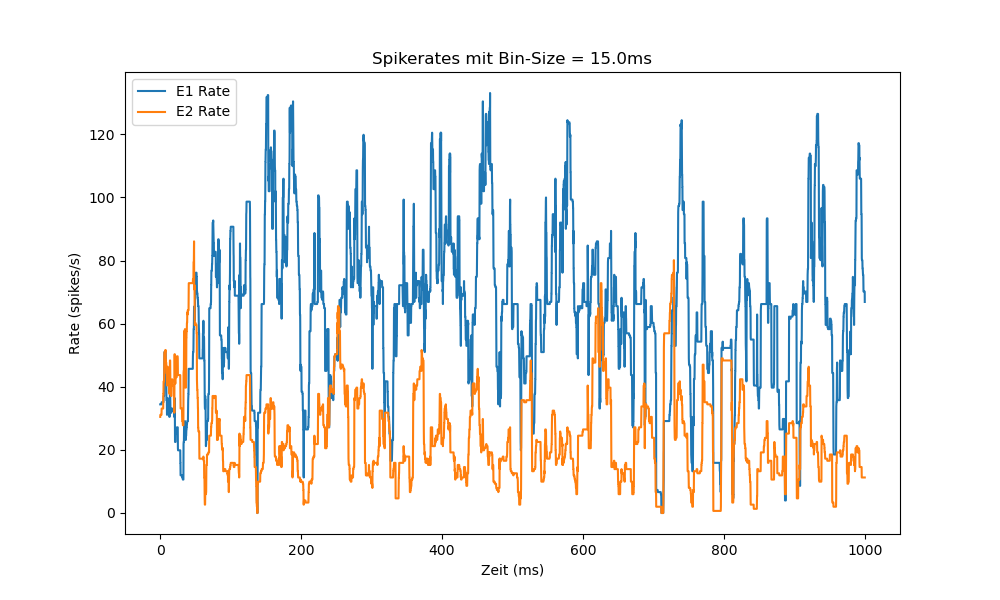 Spikerates mit Bin-Size = 15.0ms
E1 Rate
E2 Rate
120
100
80
60
40
20
0
Rate (spikes/s)
0 200 400 600 800 1000
Zeit (ms)